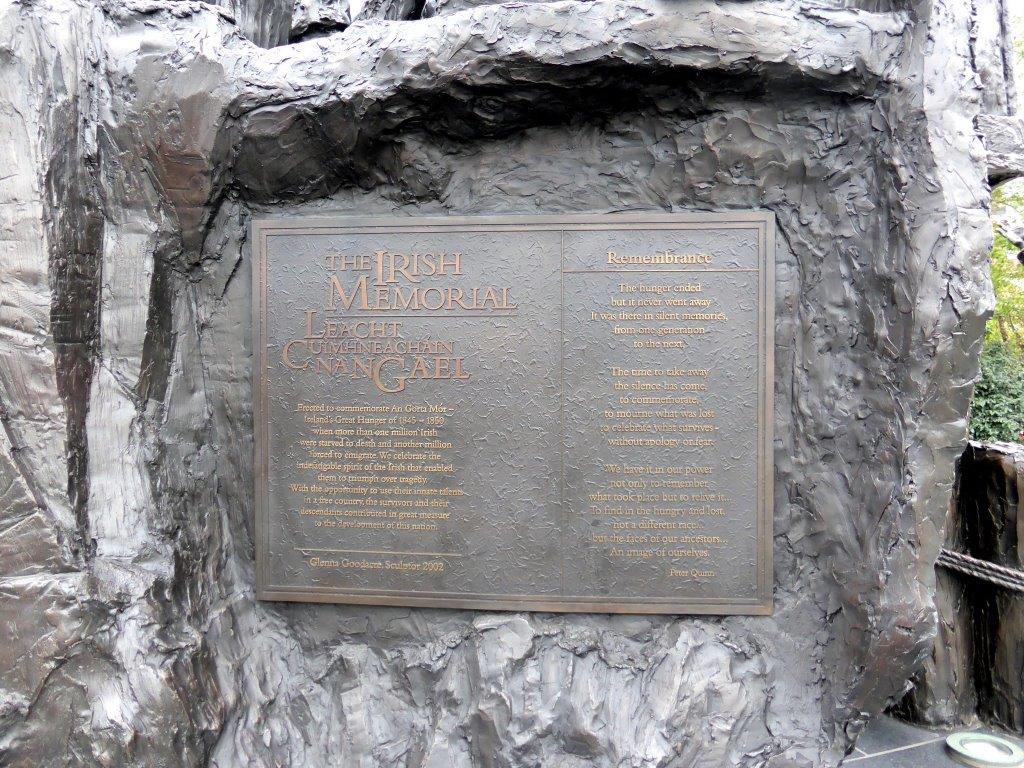 THE IRISH
MEMORIAL
LEACHT
CUIMHNEACHÁIN
NA NGAEL
Erected to commemorate An Gorta Mór –
Ireland's Great Hunger of 1845 – 1850
when more than one million Irish
were starved to death and another million
forced to emigrate. We celebrate the
indefatigable spirit of the Irish that enabled
them to triumph over tragedy.
With the opportunity to use their innate talents
in a free country, the survivors and their
descendants contributed in great measure
to the development of this nation.
Glenna Goodacre, Sculptor 2002
Remembrance
The hunger ended
but it never went away
It was there in silent memories,
from one generation
to the next.
The time to take away
the silence has come,
to commemorate,
to mourne what was lost
to celebrate what survives -
without apology or fear.
We have it in our power
not only to remember
what took place but to relive it...
To find in the hungry and lost,
not a different race...
but the faces of our ancestors...
An image of ourselves.
Peter Quinn